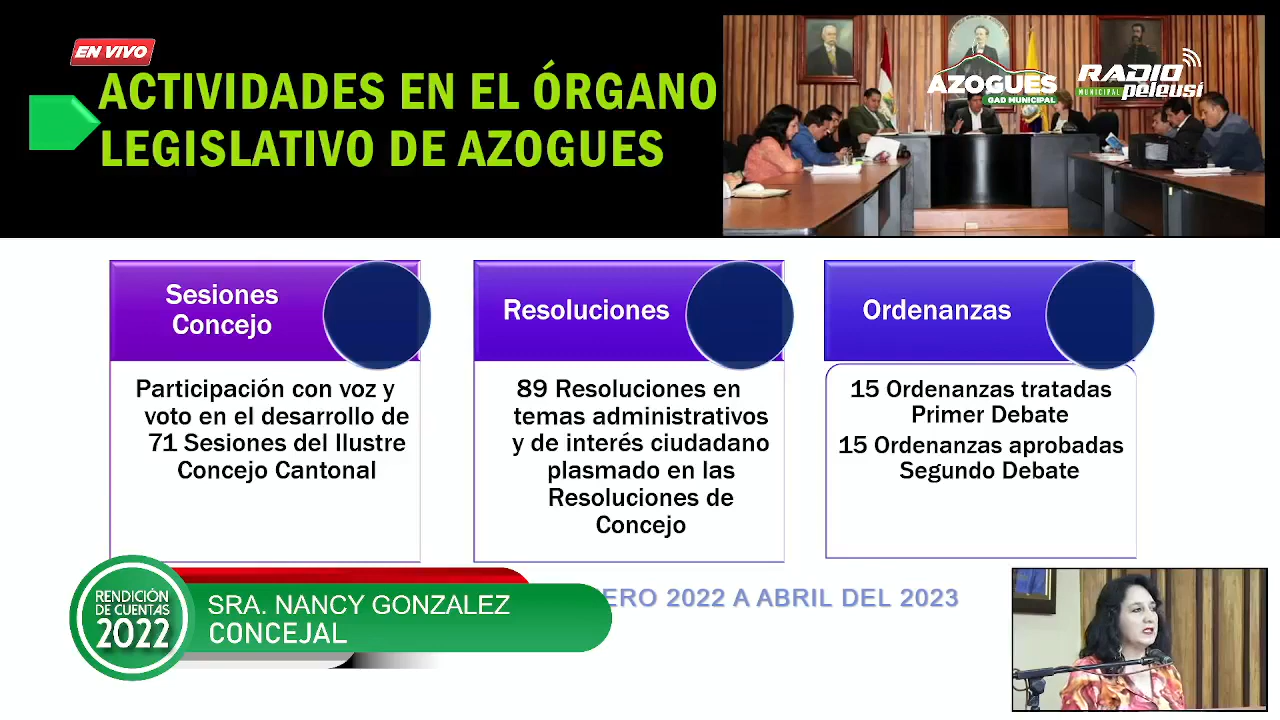 EN VIVO
ACTIVIDADES EN EL ÓRGANO
LEGISLATIVO DE AZOGUES
AZOGUES
GAD MUNICIPAL
RADIO
MUNICIPAL peleusí
Sesiones
Concejo
Participación con voz y
voto en el desarrollo de
71 Sesiones del Ilustre
Concejo Cantonal
Resoluciones
89 Resoluciones en
temas administrativos
y de interés ciudadano
plasmado en las
Resoluciones de
Concejo
Ordenanzas
15 Ordenanzas tratadas
Primer Debate
15 Ordenanzas aprobadas
Segundo Debate
ERO 2022 A ABRIL DEL 2023
RENDICIÓN
DE CUENTAS
2022
SRA. NANCY GONZALEZ
CONCEJAL